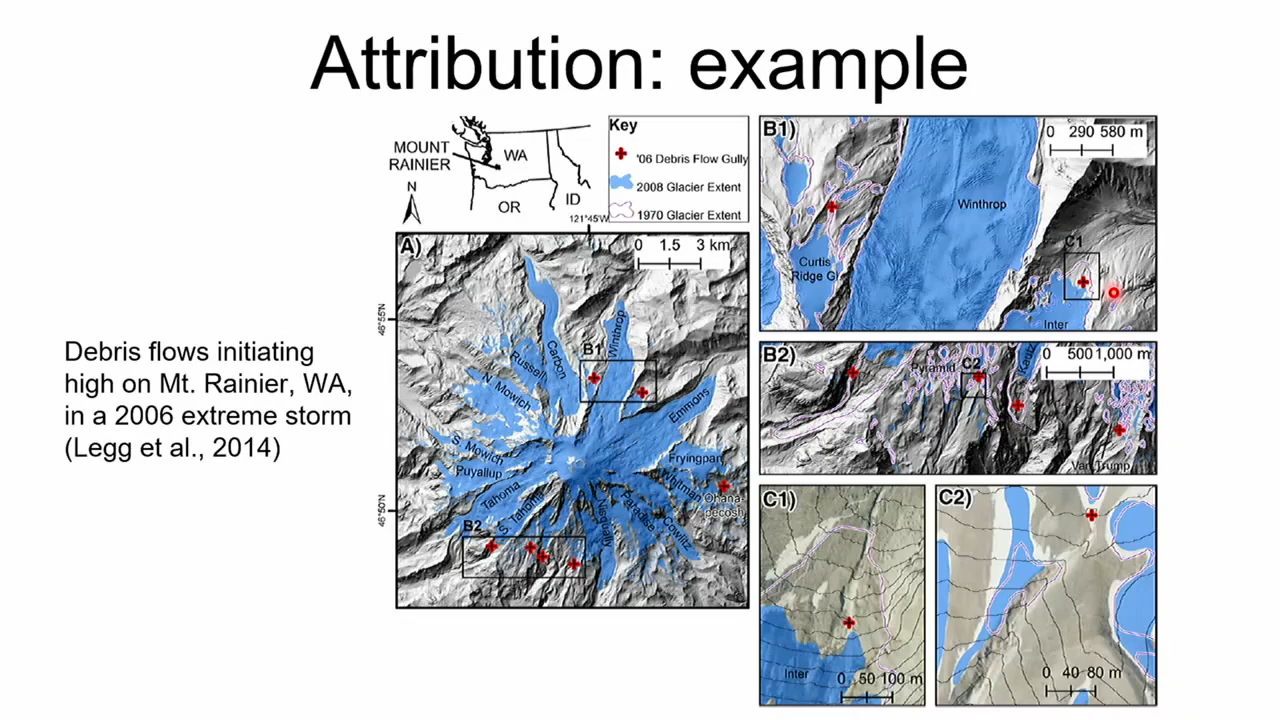 Attribution: example
Debris flows initiating
high on Mt. Rainier, WA,
in a 2006 extreme storm
(Legg et al., 2014)
MOUNT
RAINIER
N
WA
OR
ID
121°45'W
Key
'06 Debris Flow Gully
2008 Glacier Extent
1970 Glacier Extent
A)
0 1.5 3 km
46°55'N
46°50'N
B1
Winthrop
Carbon
Russell
N. Mowich
Emmons
S. Mowich
Puyallup
Fryingpan
Whitman
Ohana-
pecosh
Tahoma
S. Tahoma
Nisqually
Paradise
Cowlitz
B2
B1)
0 290 580 m
Winthrop
C1
Curtis
Ridge Gl
Inter
B2)
0 500 1,000 m
Pyramid
C2
Kautz
Van Trump
C1)
Inter
0 50 100 m
C2)
0 40 80 m